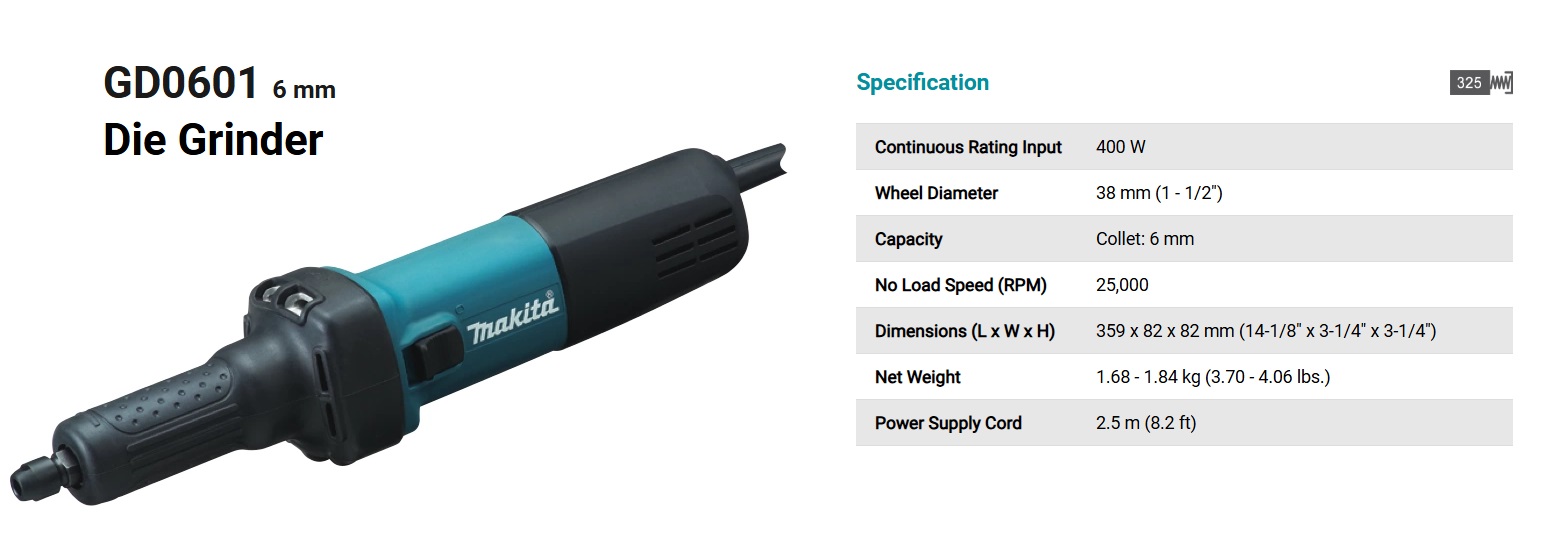 GD0601 6 mm
Die Grinder
Makita®
Specification
325
Continuous Rating Input 400 W
Wheel Diameter 38 mm (1 - 1/2")
Capacity Collet: 6 mm
No Load Speed (RPM) 25,000
Dimensions (L x W x H) 359 x 82 x 82 mm (14-1/8" x 3-1/4" x 3-1/4")
Net Weight 1.68 - 1.84 kg (3.70 - 4.06 lbs.)
Power Supply Cord 2.5 m (8.2 ft)